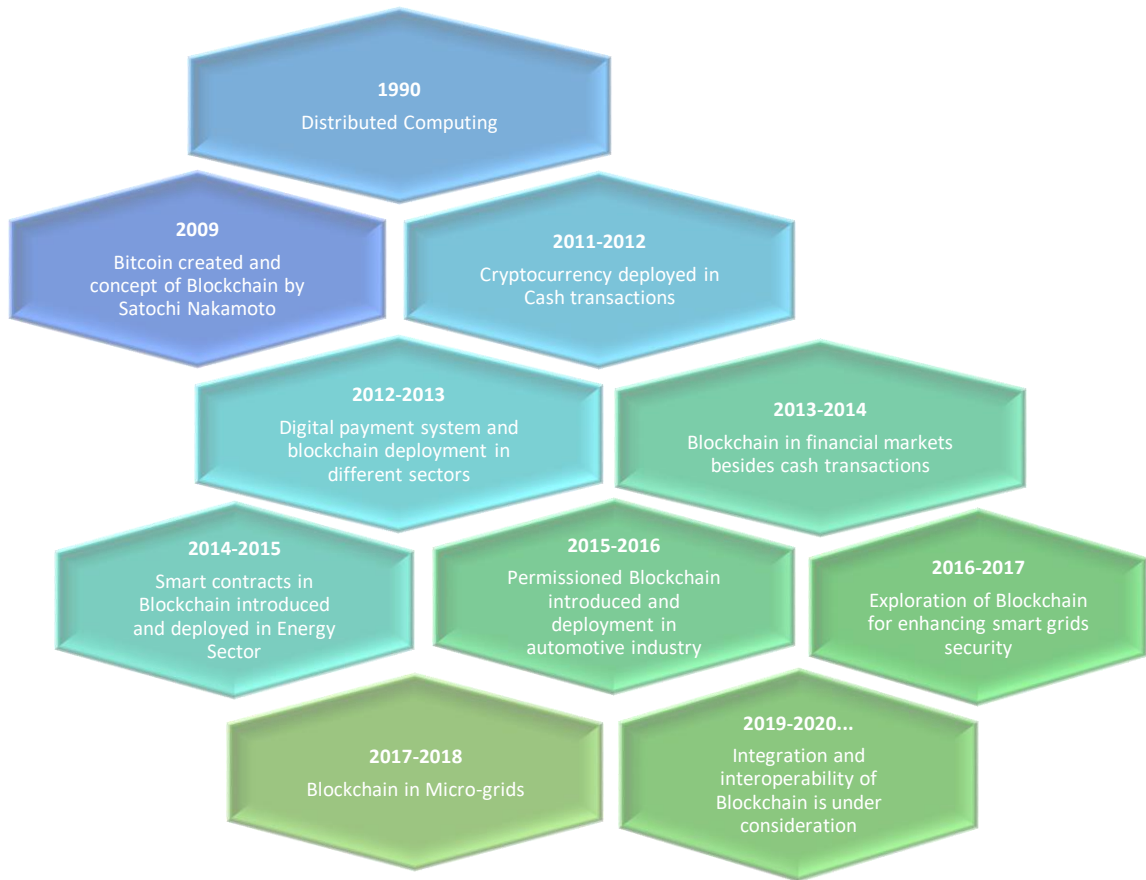 1990
Distributed Computing
2009
Bitcoin created and
concept of Blockchain by
Satochi Nakamoto
2011-2012
Cryptocurrency deployed in
Cash transactions
2012-2013
Digital payment system and
blockchain deployment in
different sectors
2013-2014
Blockchain in financial markets
besides cash transactions
2014-2015
Smart contracts in
Blockchain introduced
and deployed in Energy
Sector
2015-2016
Permissioned Blockchain
introduced and
deployment in
automotive industry
2016-2017
Exploration of Blockchain
for enhancing smart grids
security
2017-2018
Blockchain in Micro-grids
2019-2020...
Integration and
interoperability of
Blockchain is under
consideration